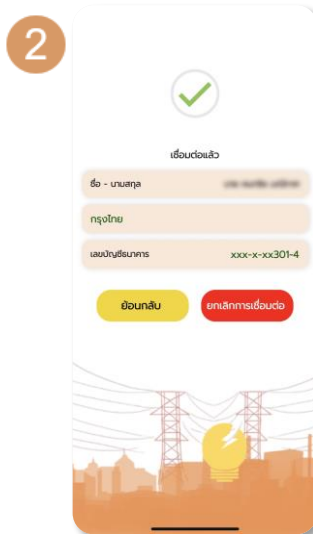 2
เชื่อมต่อแล้ว
ชื่อ - นามสกุล
กรุงไทย
เลขบัญชีธนาคาร xxx-x-xx301-4
ย้อนกลับ ยกเลิกการเชื่อมต่อ